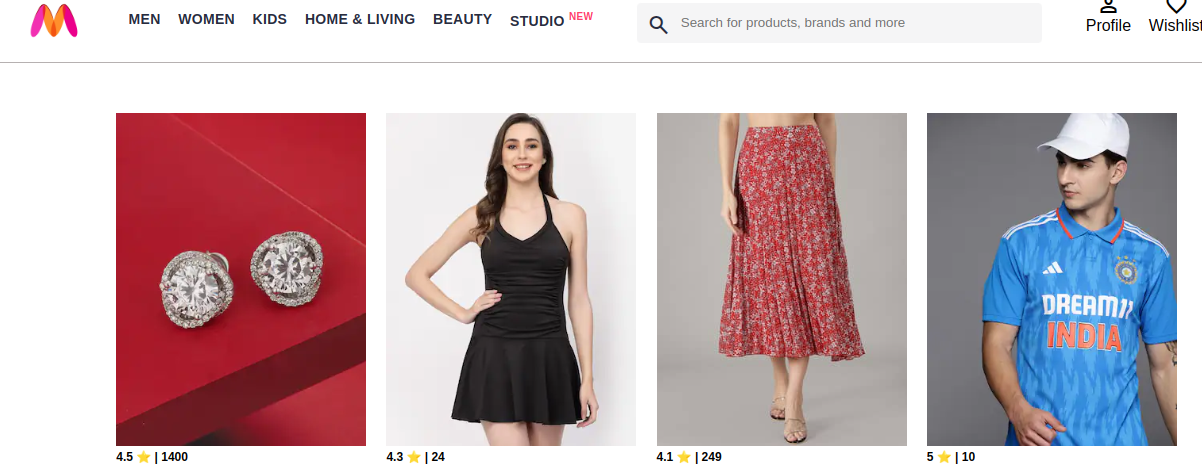 MEN WOMEN KIDS HOME & LIVING BEAUTY STUDIO NEW
Search for products, brands and more
Profile Wishlist
DREAM11
INDIA
4.5 ⭐ | 1400
4.3 ⭐ | 24
4.1 ⭐ | 249
5 ⭐ | 10